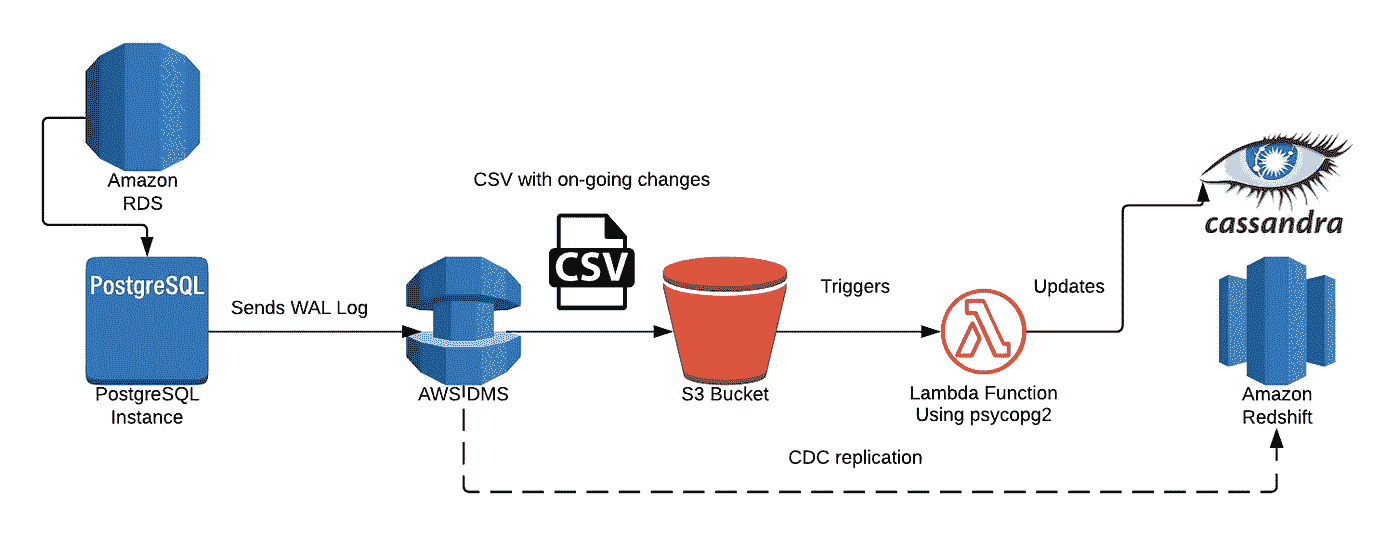 Amazon
RDS
PostgreSQL
PostgreSQL
Instance
Sends WAL Log
AWS DMS
CSV with on-going changes
CSV
S3 Bucket
Triggers
Lambda Function
Using psycopg2
Updates
cassandra
Amazon
Redshift
CDC replication